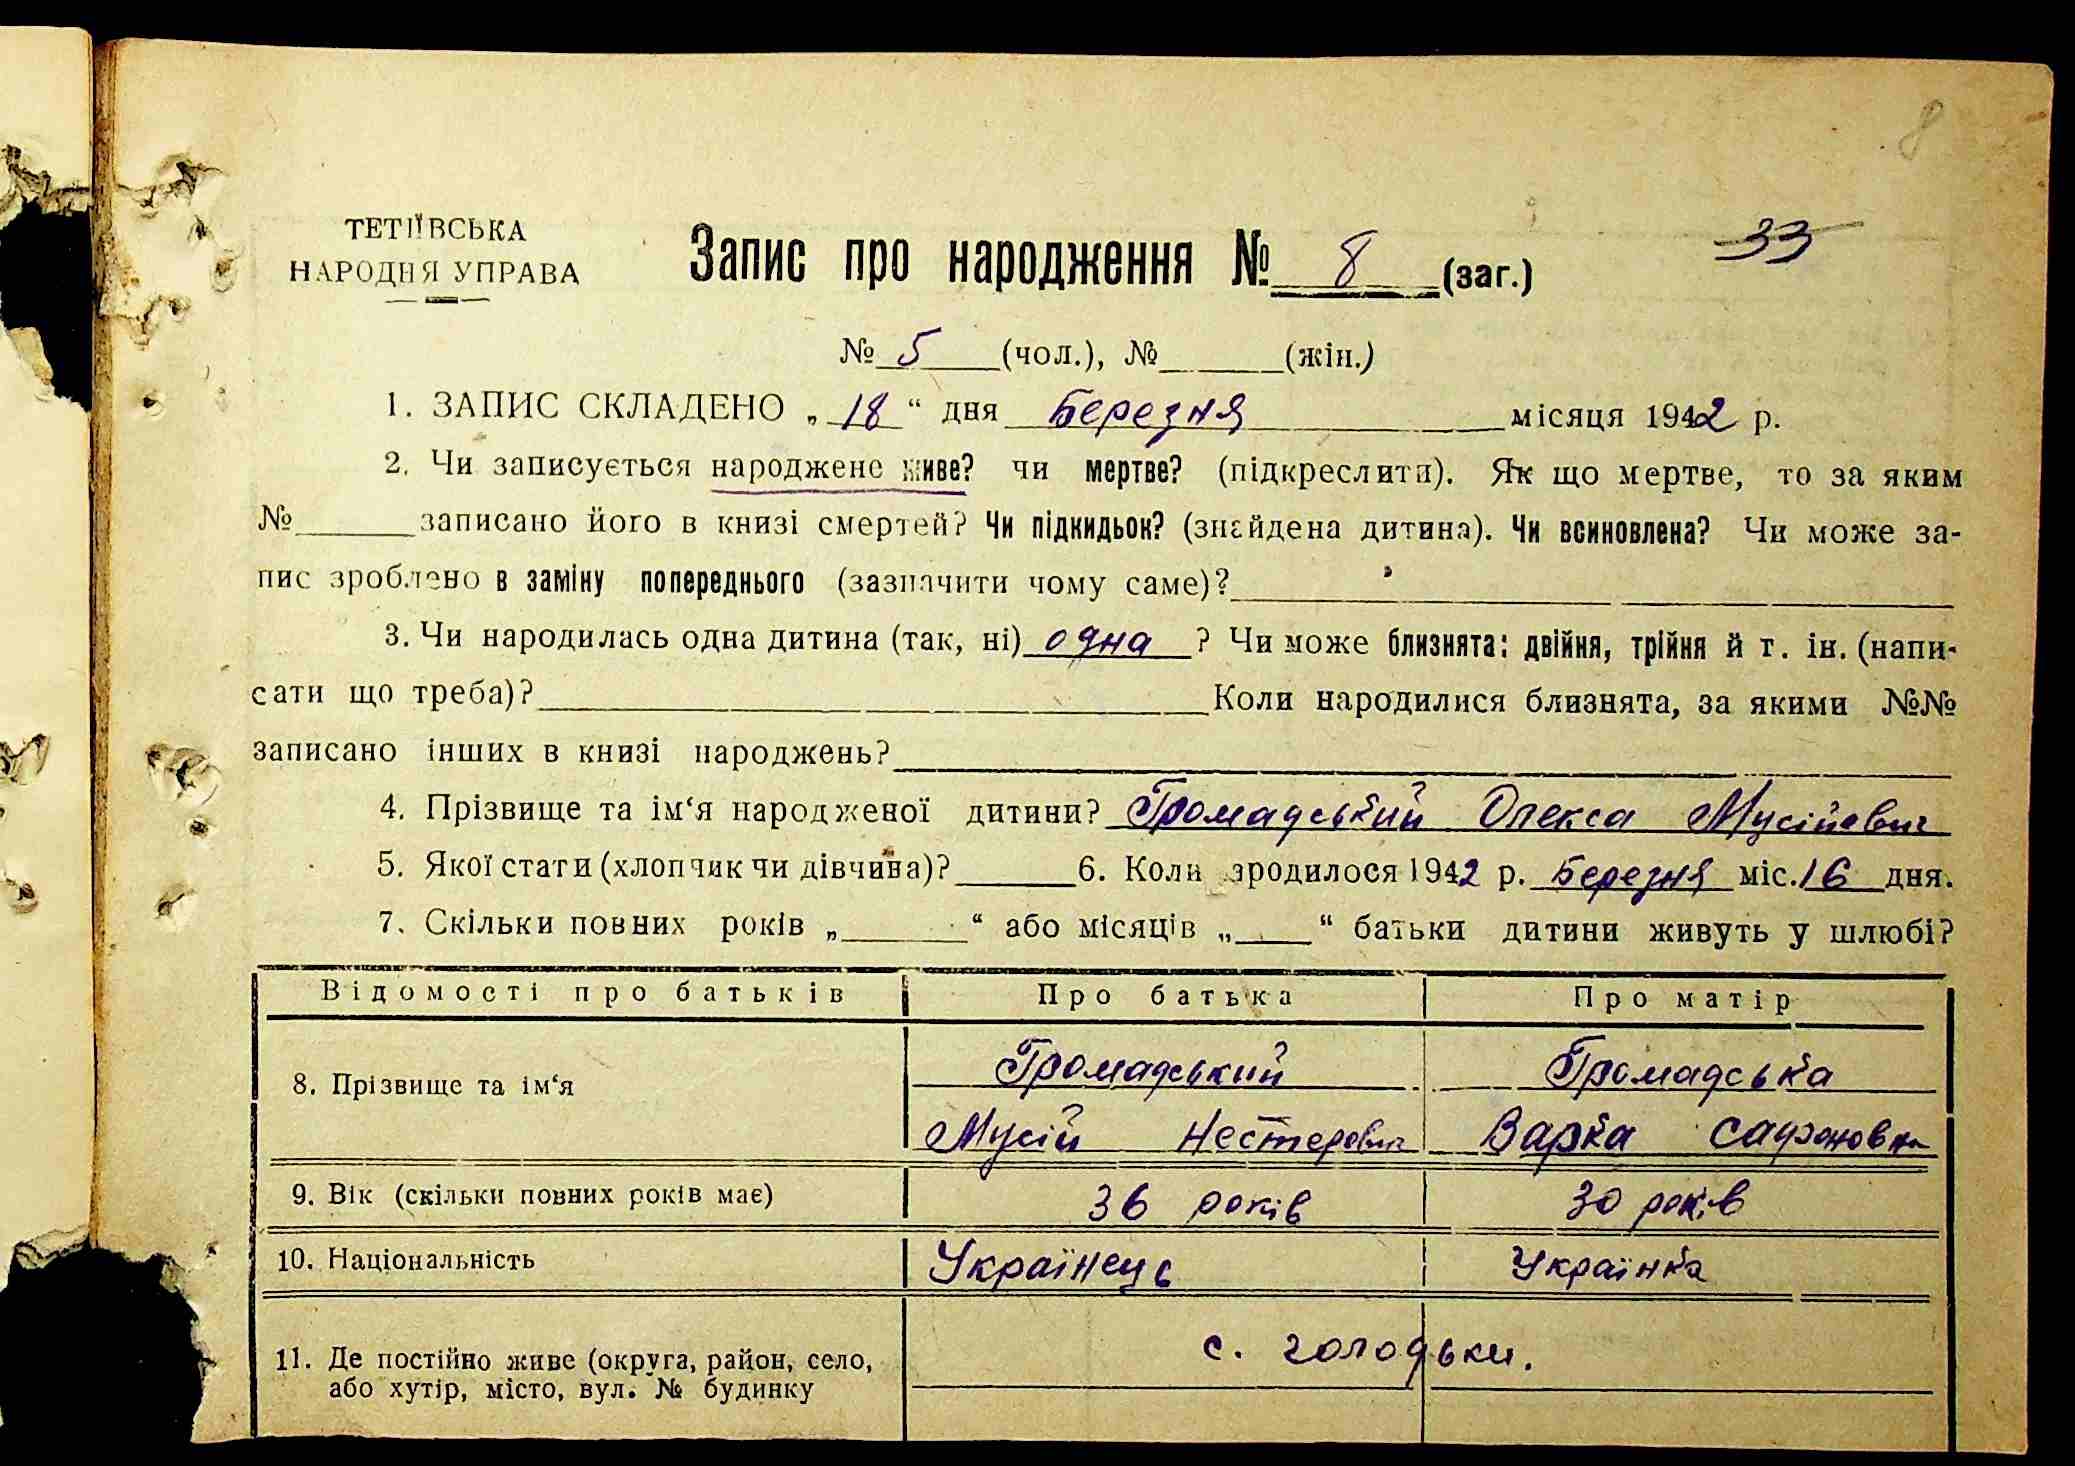 8
ТЕТІЇВСЬКА
НАРОДНЯ УПРАВА
Запис про народження № 8 (заг.)
33
№ 5 (чол.), № (жін.)
1. ЗАПИС СКЛАДЕНО „18“ дня Березня місяця 1942 р.
2. Чи записується народжене живе? чи мертве? (підкреслити). Як що мертве, то за яким
№ записано його в книзі смертей? Чи підкидьок? (знайдена дитина). Чи всиновлена? Чи може за-
пис зроблено в заміну попереднього (зазначити чому саме)?
3. Чи народилась одна дитина (так, ні) одна ? Чи може близнята: двійня, трійня й т. ін. (напи-
сати що треба)? Коли народилися близнята, за якими №№
записано інших в книзі народжень?
4. Прізвище та ім‘я народженої дитини? Громадський Олекса Мусійович
5. Якої стати (хлопчик чи дівчина)? 6. Коли зродилося 1942 р. Березня міс. 16 дня.
7. Скільки повних років „ “ або місяців „ “ батьки дитини живуть у шлюбі?
Відомості про батьків Про батька Про матір
8. Прізвище та ім‘я Громадський Громадська
Мусій Нестерович Варка Сафоновна
9. Вік (скільки повних років має) 36 років 30 років
10. Національність Українець Українка
11. Де постійно живе (округа, район, село, с. Голодьки.
або хутір, місто, вул. № будинку